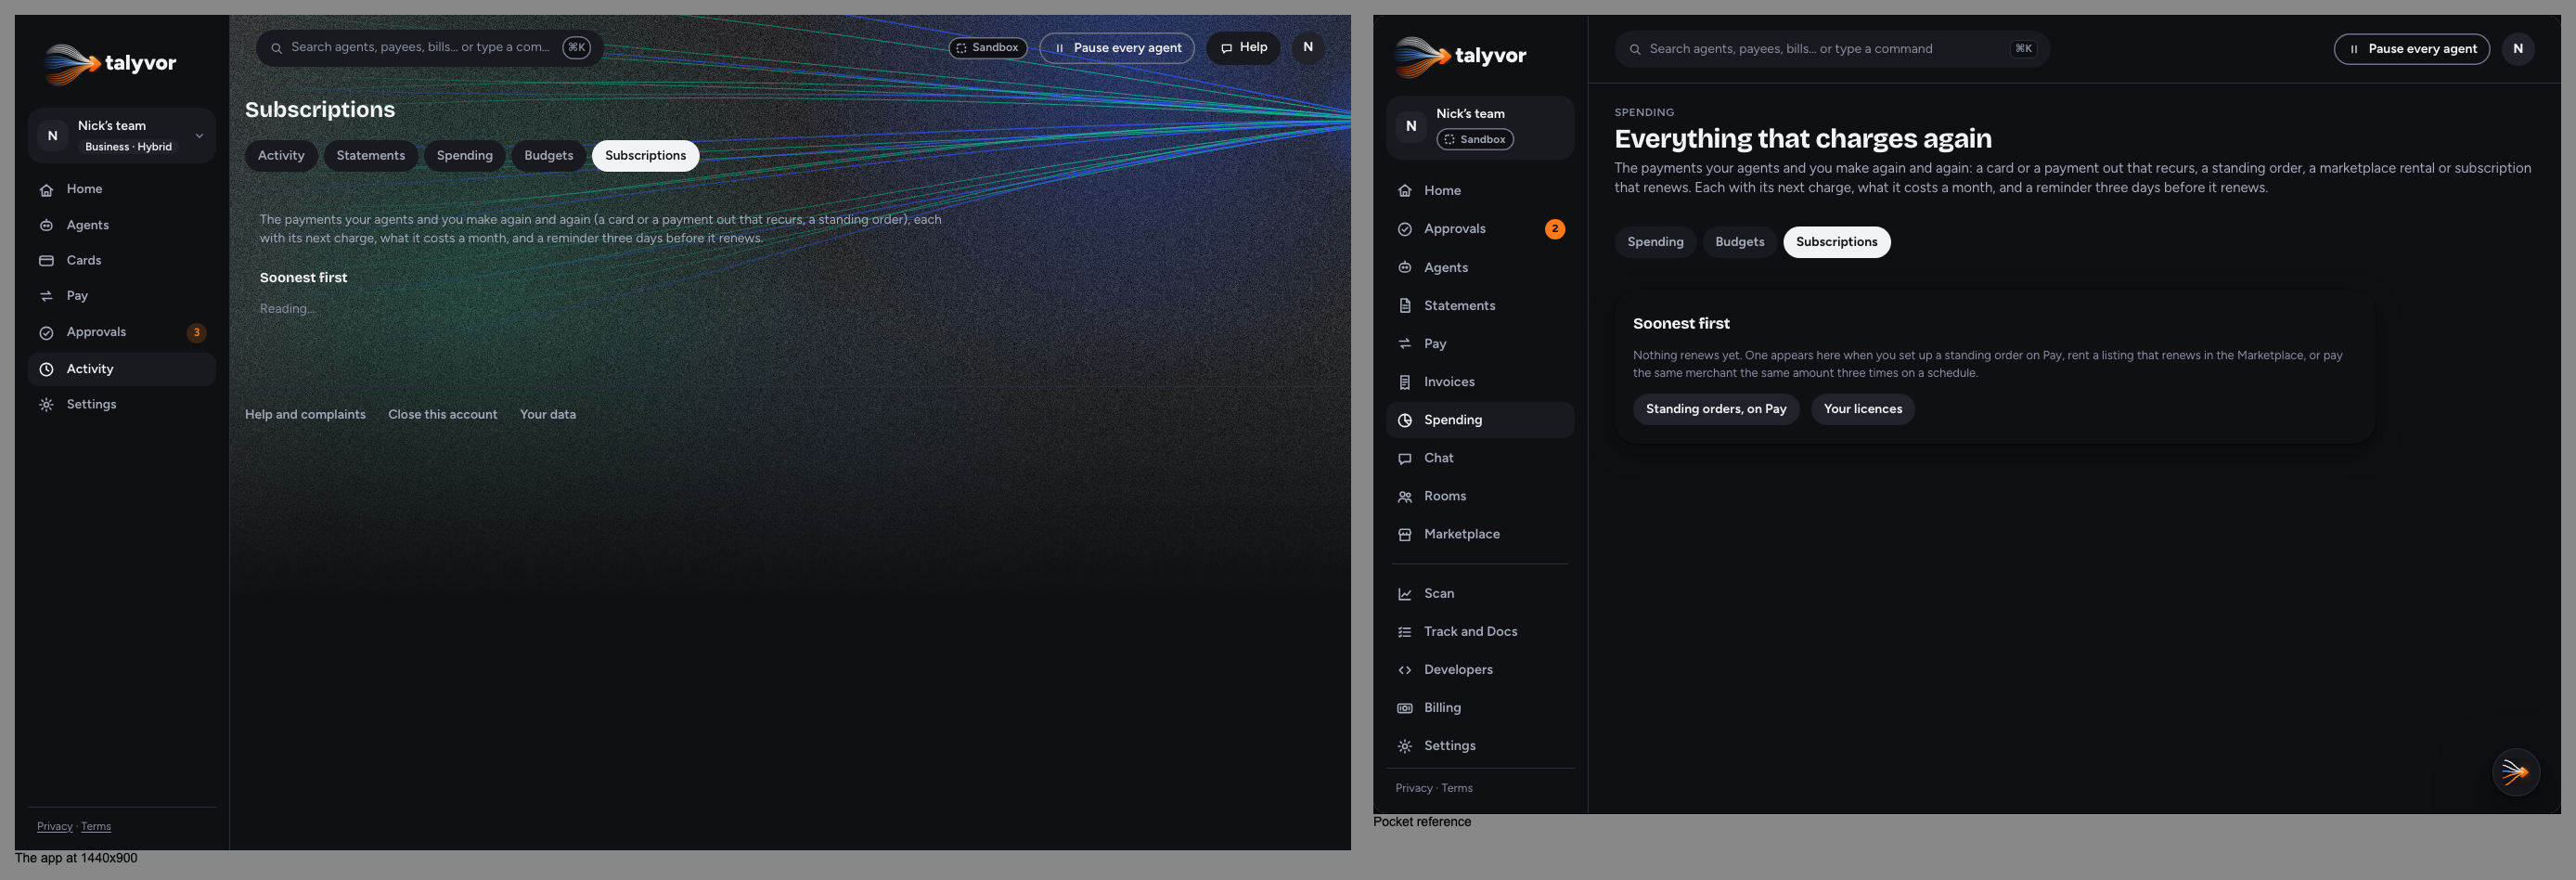 talyvor
Search agents, payees, bills... or type a com...
⌘K
Sandbox
Pause every agent
Help
N
N
Nick's team
Business · Hybrid
Home
Agents
Cards
Pay
Approvals
3
Activity
Settings
Privacy · Terms
Subscriptions
Activity
Statements
Spending
Budgets
Subscriptions
The payments your agents and you make again and again (a card or a payment out that recurs, a standing order), each
with its next charge, what it costs a month, and a reminder three days before it renews.
Soonest first
Reading...
Help and complaints
Close this account
Your data
The app at 1440x900
talyvor
Search agents, payees, bills... or type a command
⌘K
Pause every agent
N
N
Nick's team
Sandbox
Home
Approvals
2
Agents
Statements
Pay
Invoices
Spending
Chat
Rooms
Marketplace
Scan
Track and Docs
Developers
Billing
Settings
Privacy · Terms
SPENDING
Everything that charges again
The payments your agents and you make again and again: a card or a payment out that recurs, a standing order, a marketplace rental or subscription
that renews. Each with its next charge, what it costs a month, and a reminder three days before it renews.
Spending
Budgets
Subscriptions
Soonest first
Nothing renews yet. One appears here when you set up a standing order on Pay, rent a listing that renews in the Marketplace, or pay
the same merchant the same amount three times on a schedule.
Standing orders, on Pay
Your licences
Pocket reference